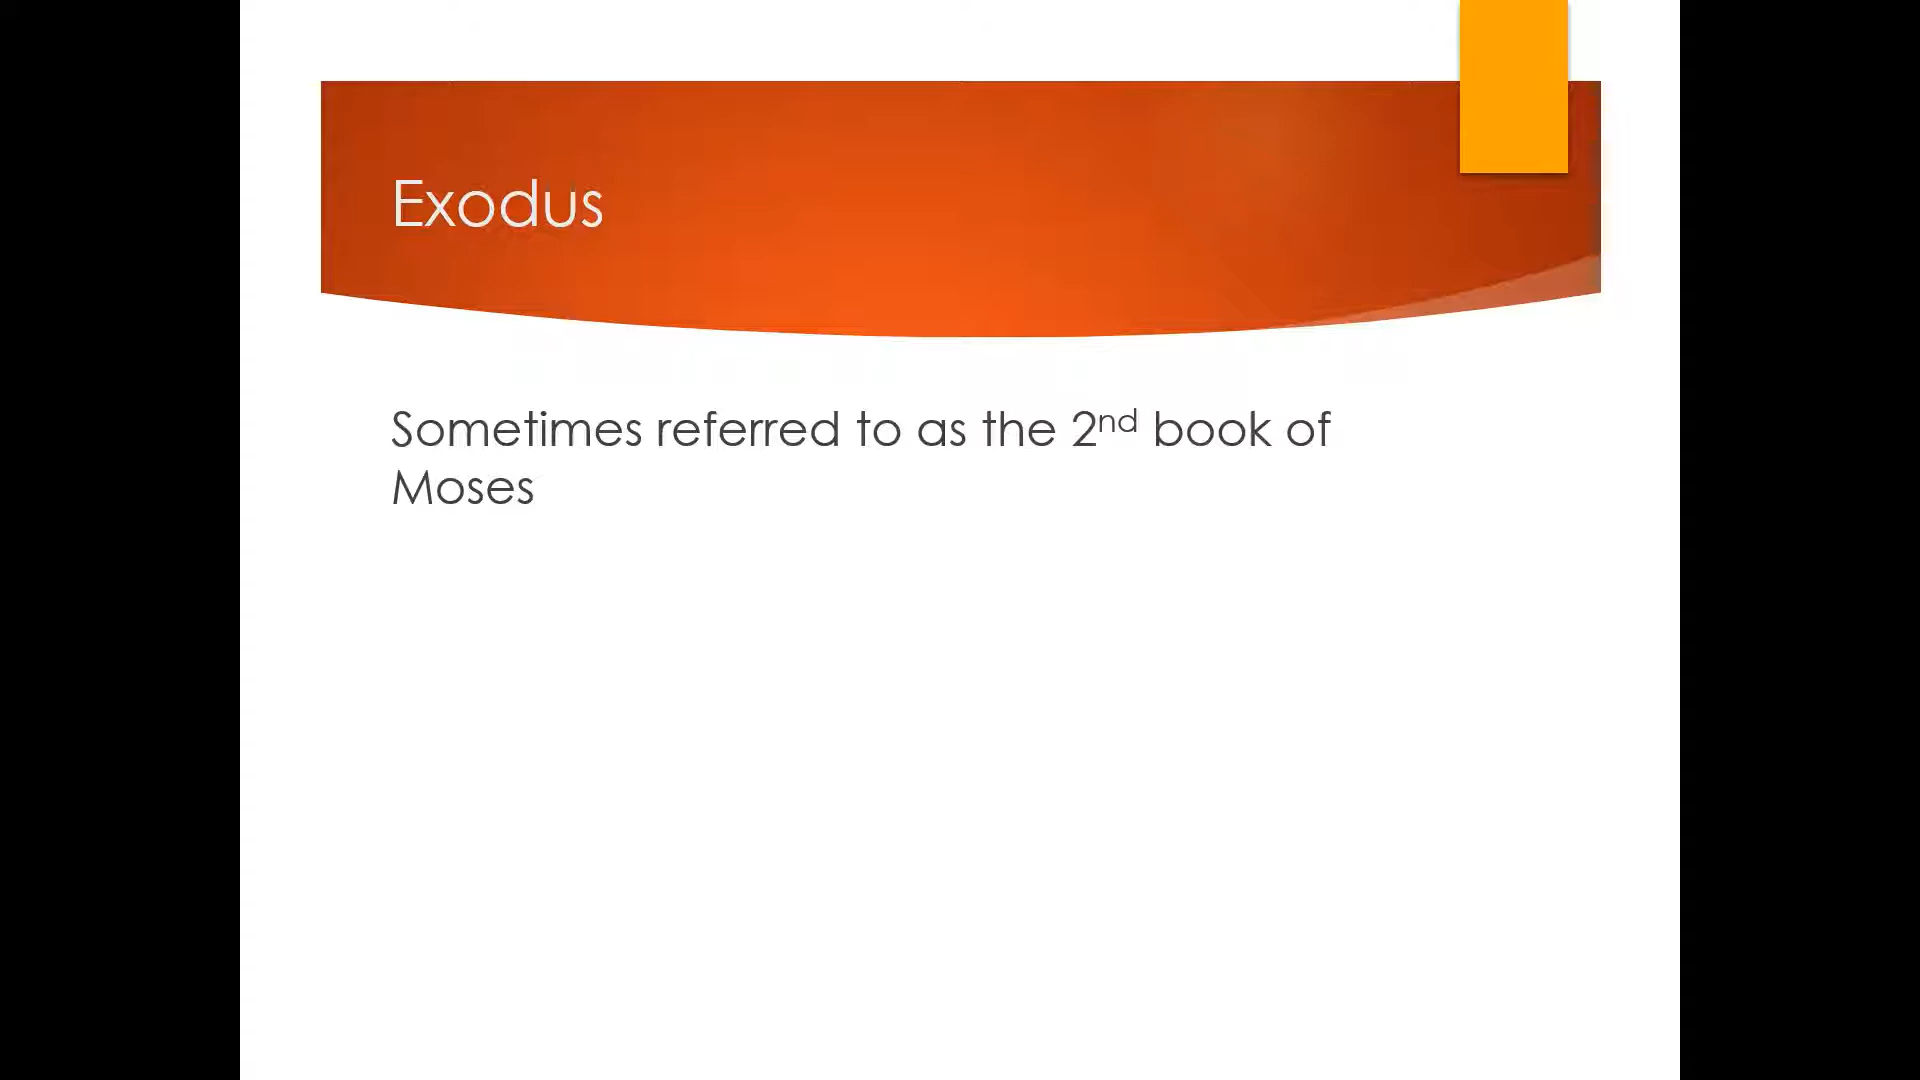 Exodus
Sometimes referred to as the 2nd book of
Moses